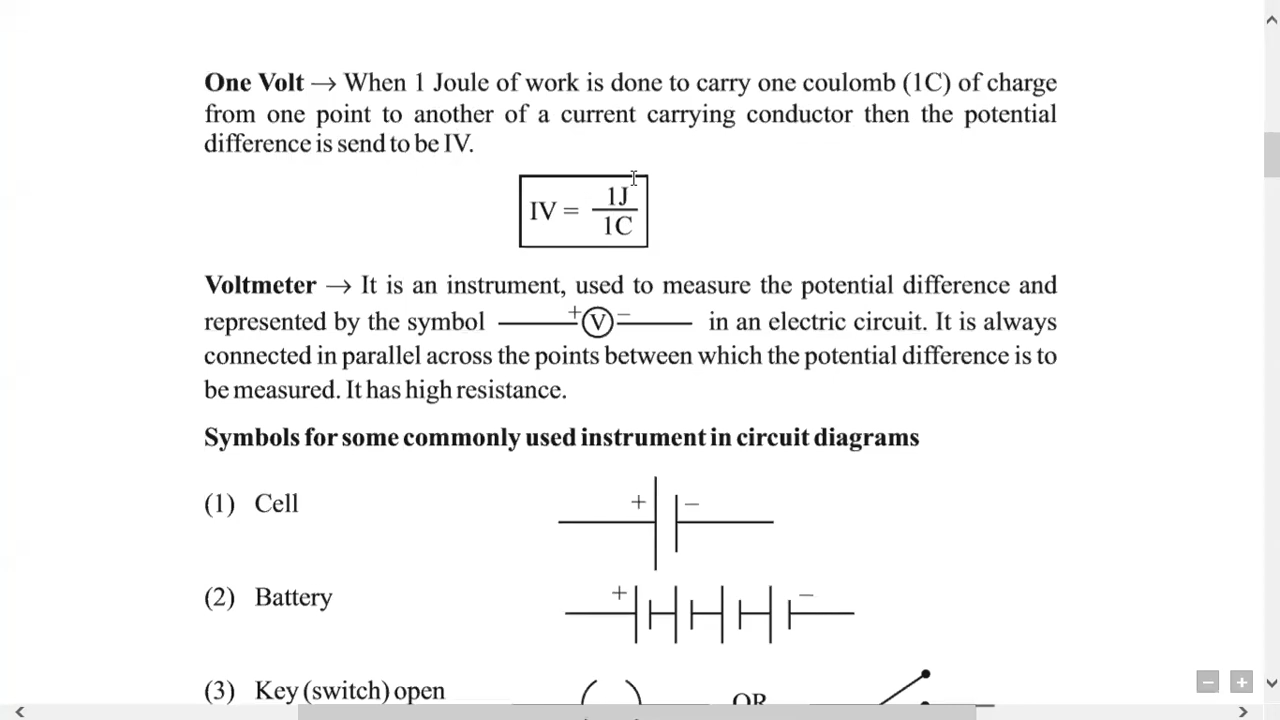 One Volt → When 1 Joule of work is done to carry one coulomb (1C) of charge
from one point to another of a current carrying conductor then the potential
difference is send to be IV.
IV = 1J
1C
Voltmeter → It is an instrument, used to measure the potential difference and
represented by the symbol + V − in an electric circuit. It is always
connected in parallel across the points between which the potential difference is to
be measured. It has high resistance.
Symbols for some commonly used instrument in circuit diagrams
(1) Cell + −
(2) Battery + −
(3) Key (switch) open ( ) OR